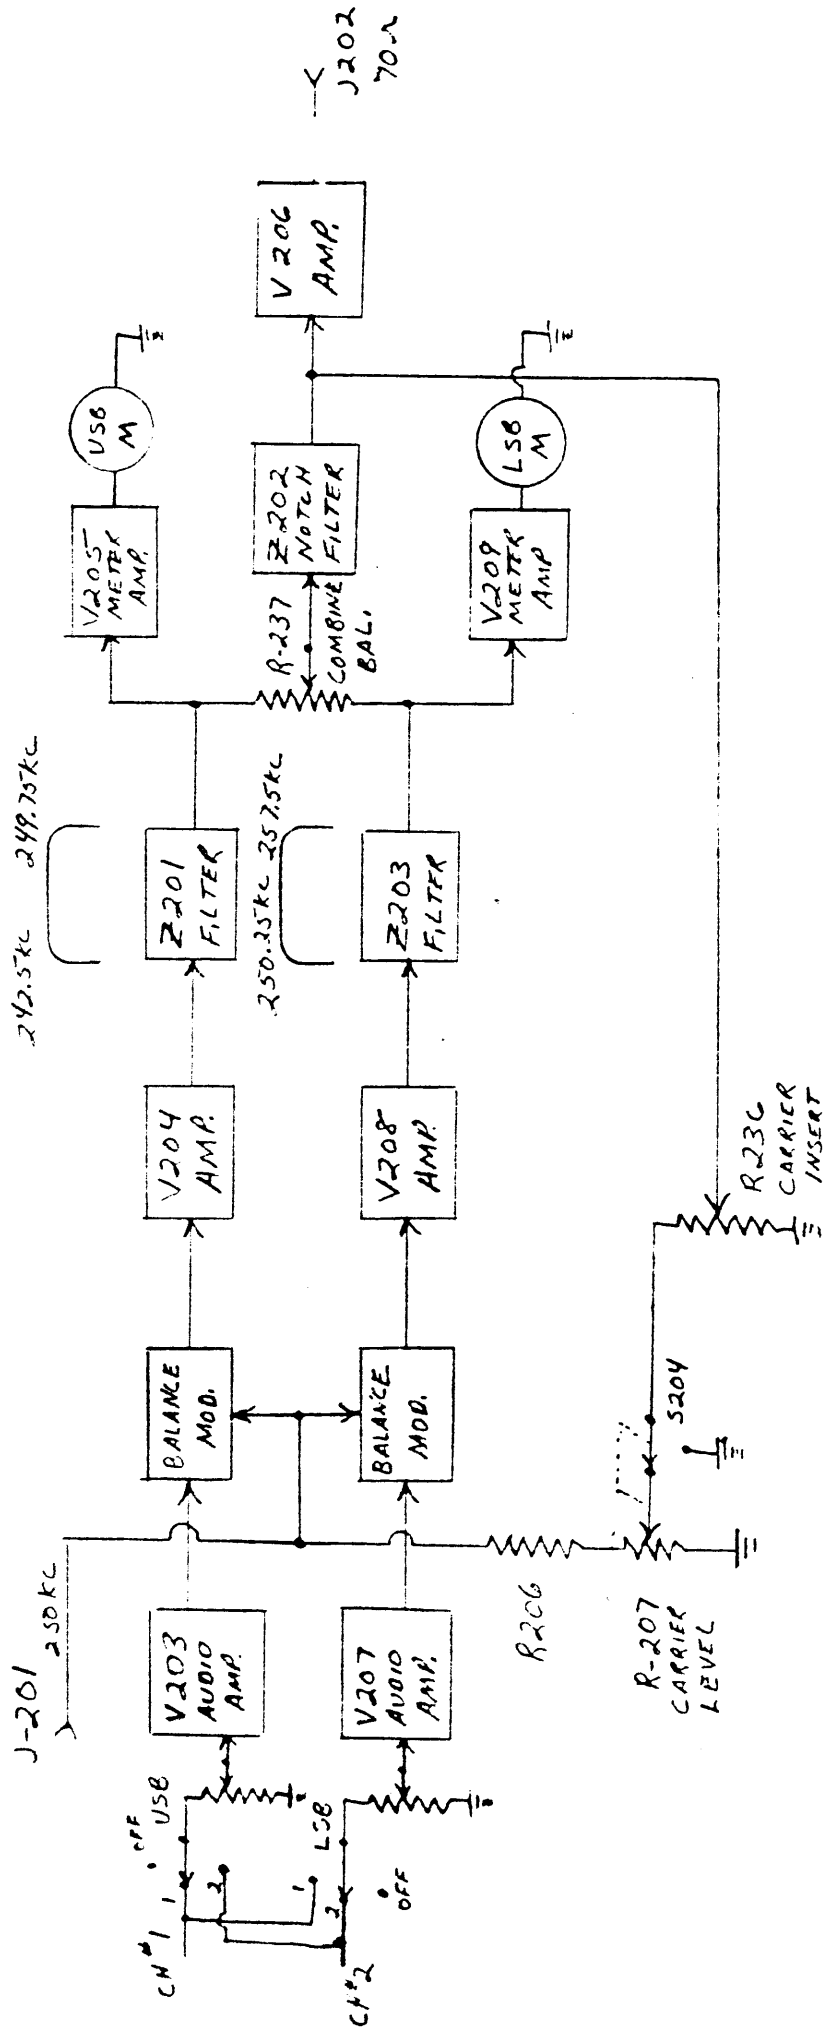 J-201
250KC
CH#1
1
OFF
USB
2
1
LSB
2
CH#2
OFF
V203
AUDIO
AMP.
V207
AUDIO
AMP.
BALANCE
MOD.
BALANCE
MOD.
R206
R-207
CARRIER
LEVEL
S204
R236
CARRIER
INSERT
V204
AMP.
V208
AMP.
242.5KC 249.75KC
Z201
FILTER
250.25KC 257.5KC
Z203
FILTER
V205
METER
AMP.
USB
M
R-237
COMBINE
BAL.
Z202
NOTCH
FILTER
V209
METER
AMP
LSB
M
V206
AMP.
J202
70Ω